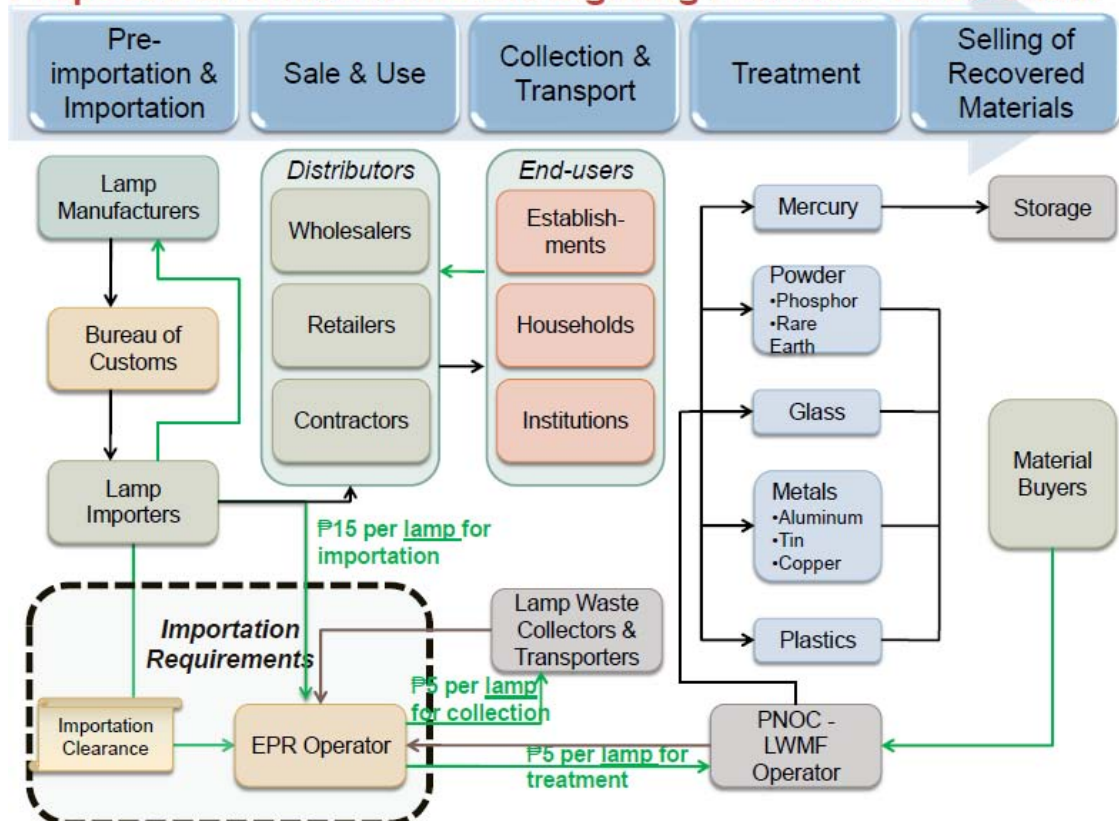 Pre-
importation &
Importation
Sale & Use
Collection &
Transport
Treatment
Selling of
Recovered
Materials
Lamp
Manufacturers
Bureau of
Customs
Lamp
Importers
Distributors
Wholesalers
Retailers
Contractors
End-users
Establish-
ments
Households
Institutions
Mercury
Powder
•Phosphor
•Rare
Earth
Glass
Metals
•Aluminum
•Tin
•Copper
Plastics
Storage
Material
Buyers
₱15 per lamp for
importation
Importation
Requirements
Importation
Clearance
EPR Operator
Lamp Waste
Collectors &
Transporters
₱5 per lamp
for collection
₱5 per lamp for
treatment
PNOC -
LWMF
Operator